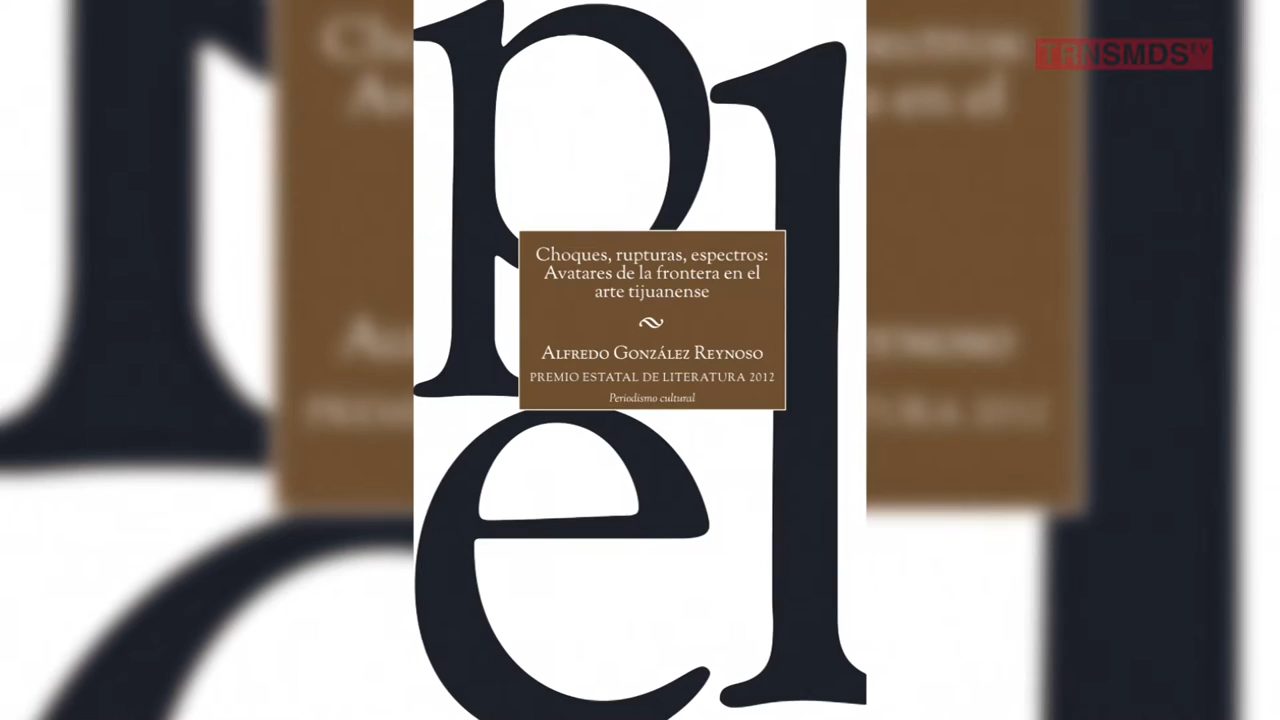 TRNSMDS TV
p
l
Choques, rupturas, espectros:
Avatares de la frontera en el
arte tijuanense
Alfredo González Reynoso
PREMIO ESTATAL DE LITERATURA 2012
Periodismo cultural
e